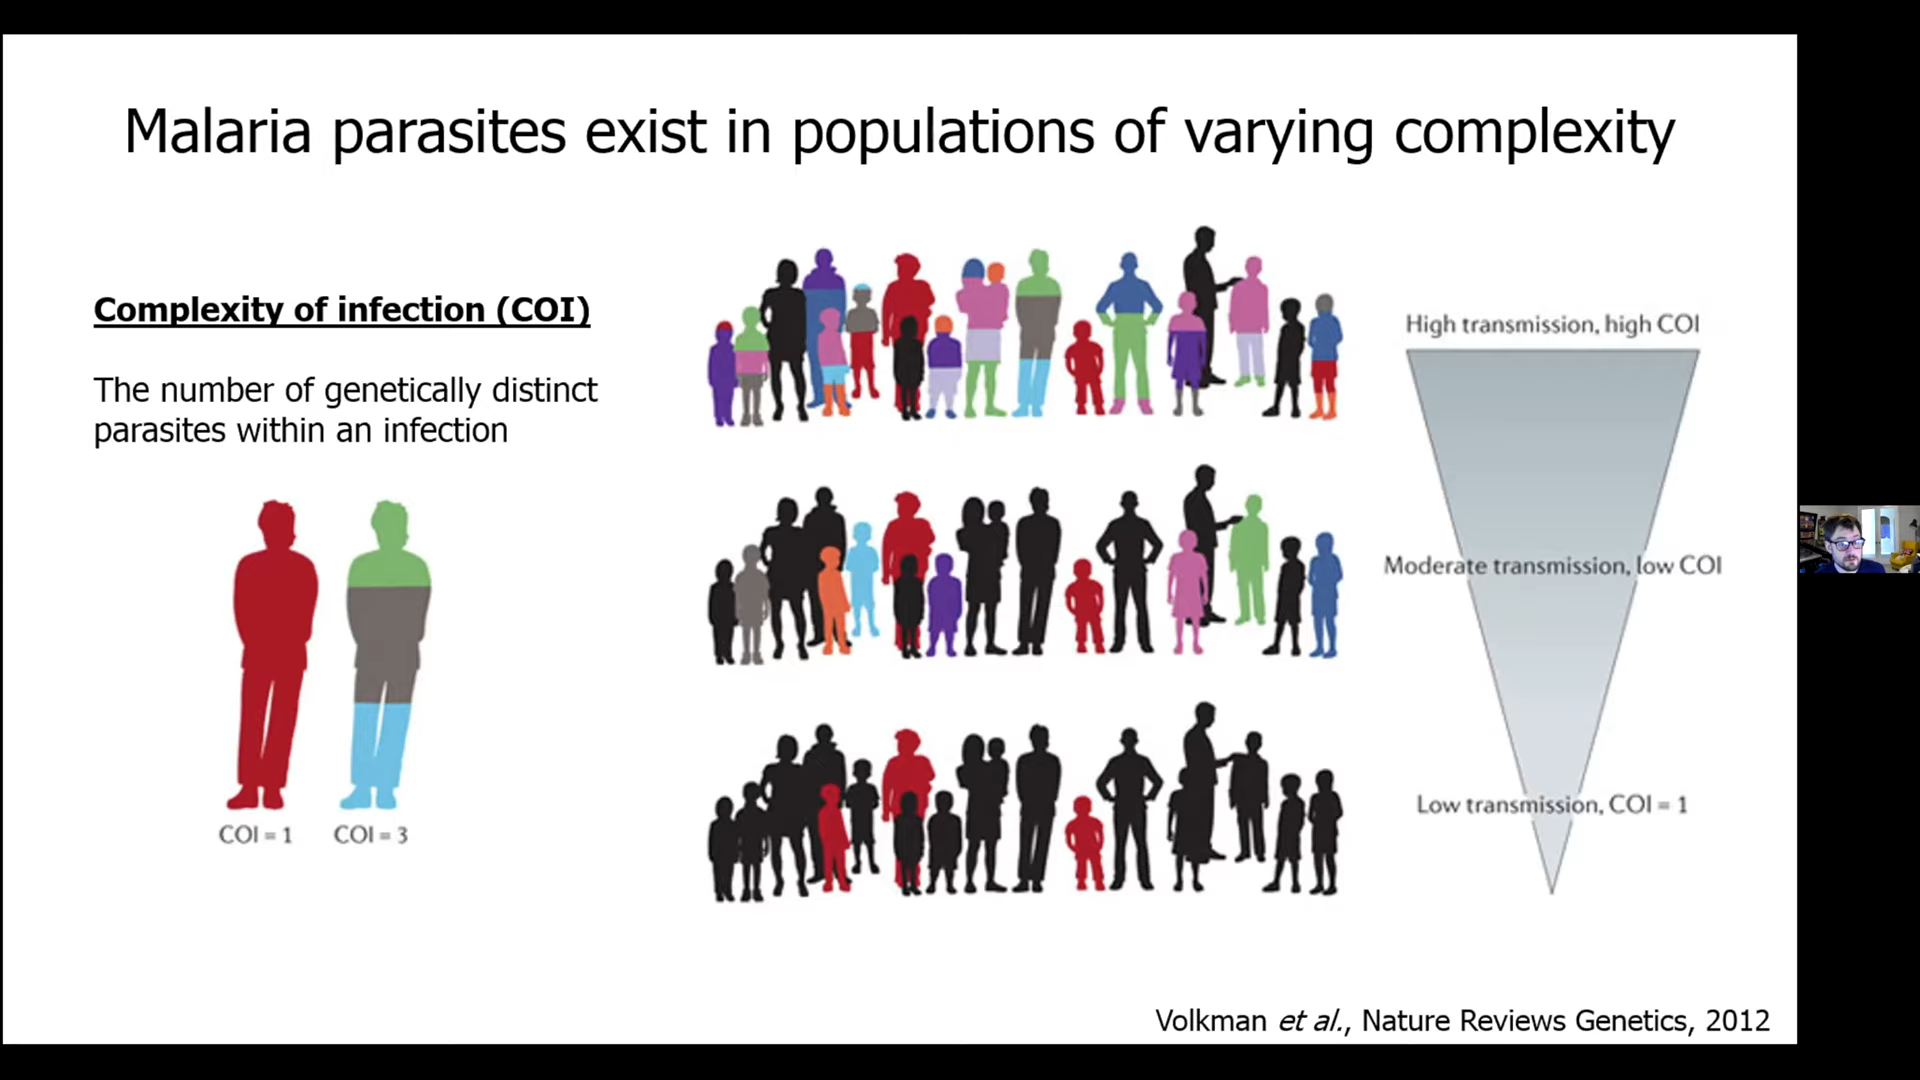 Malaria parasites exist in populations of varying complexity
Complexity of infection (COI)
The number of genetically distinct
parasites within an infection
COI = 1
COI = 3
High transmission, high COI
Moderate transmission, low COI
Low transmission, COI = 1
Volkman et al., Nature Reviews Genetics, 2012